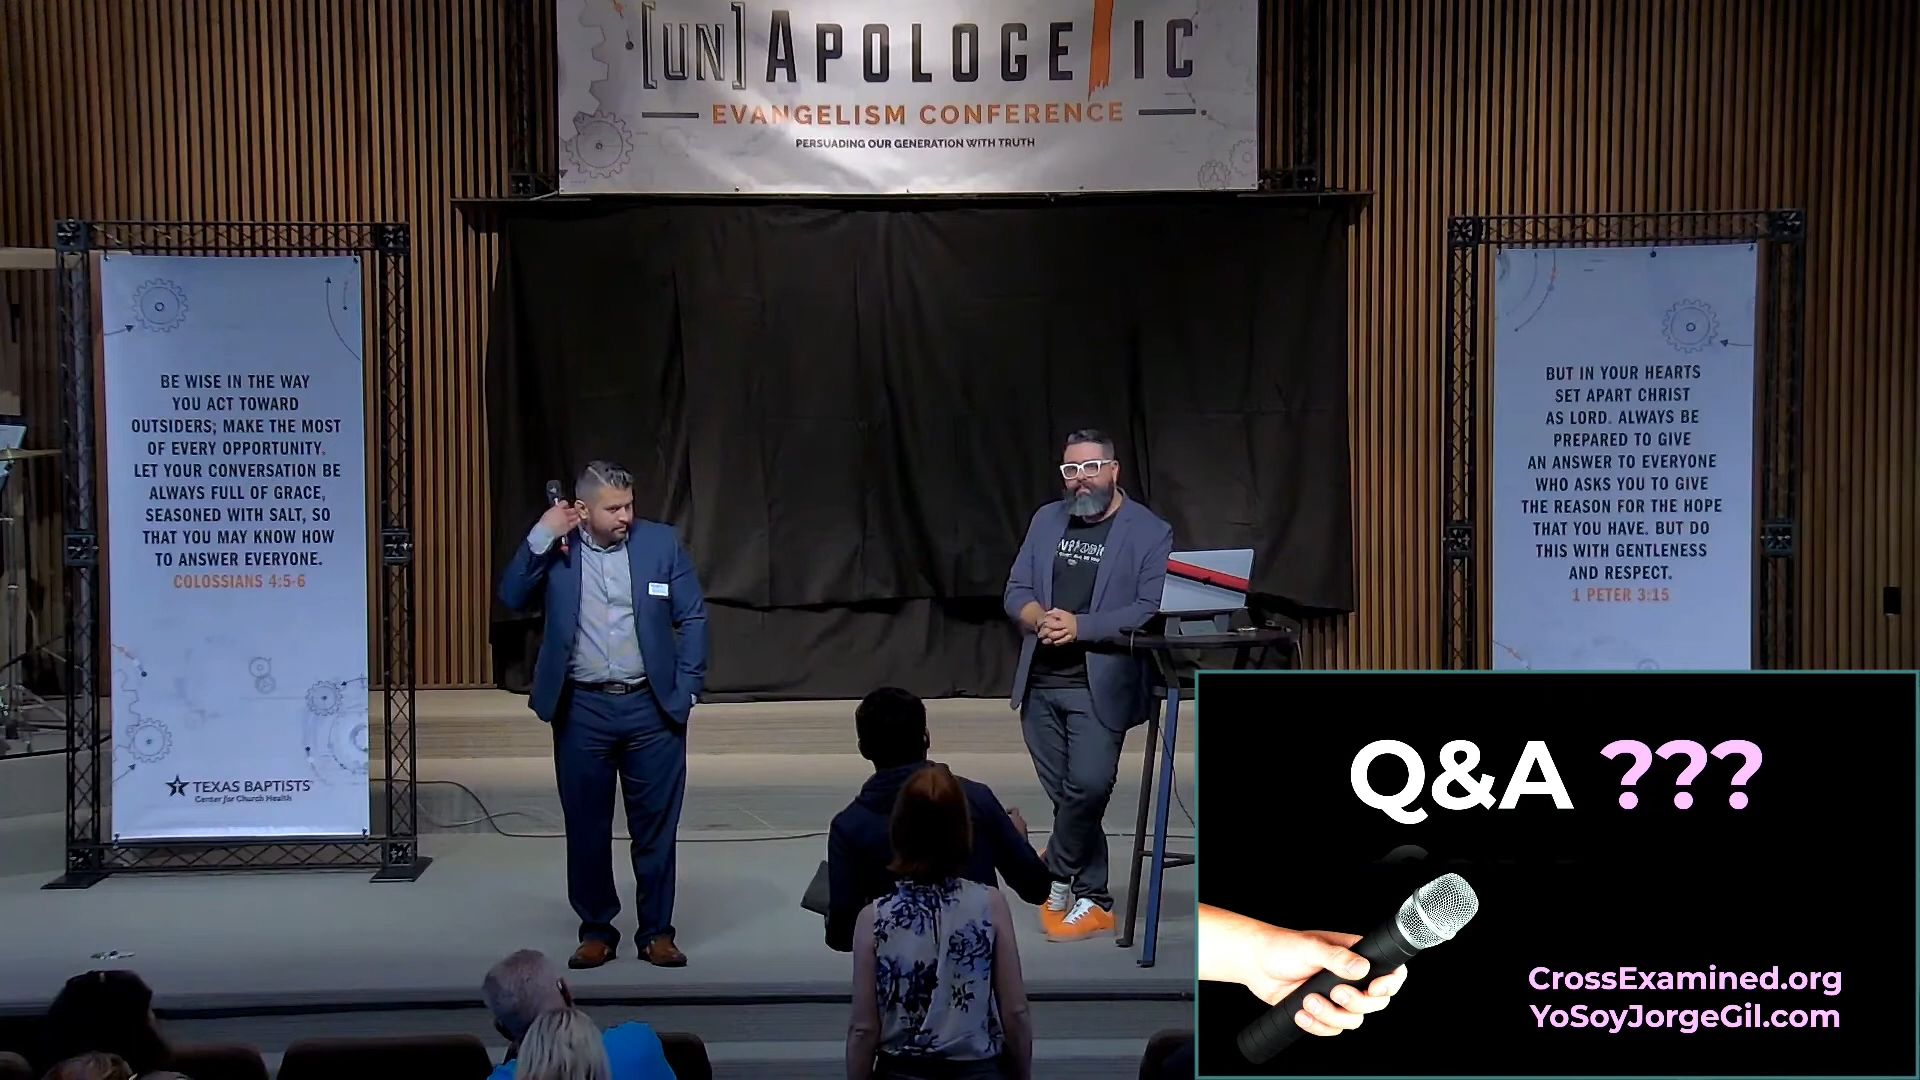 [UN]APOLOGETIC
EVANGELISM CONFERENCE
PERSUADING OUR GENERATION WITH TRUTH
BE WISE IN THE WAY
YOU ACT TOWARD
OUTSIDERS; MAKE THE MOST
OF EVERY OPPORTUNITY.
LET YOUR CONVERSATION BE
ALWAYS FULL OF GRACE,
SEASONED WITH SALT, SO
THAT YOU MAY KNOW HOW
TO ANSWER EVERYONE.
COLOSSIANS 4:5-6
TEXAS BAPTISTS
Center for Church Health
BUT IN YOUR HEARTS
SET APART CHRIST
AS LORD. ALWAYS BE
PREPARED TO GIVE
AN ANSWER TO EVERYONE
WHO ASKS YOU TO GIVE
THE REASON FOR THE HOPE
THAT YOU HAVE. BUT DO
THIS WITH GENTLENESS
AND RESPECT.
1 PETER 3:15
Q&A ???
CrossExamined.org
YoSoyJorgeGil.com